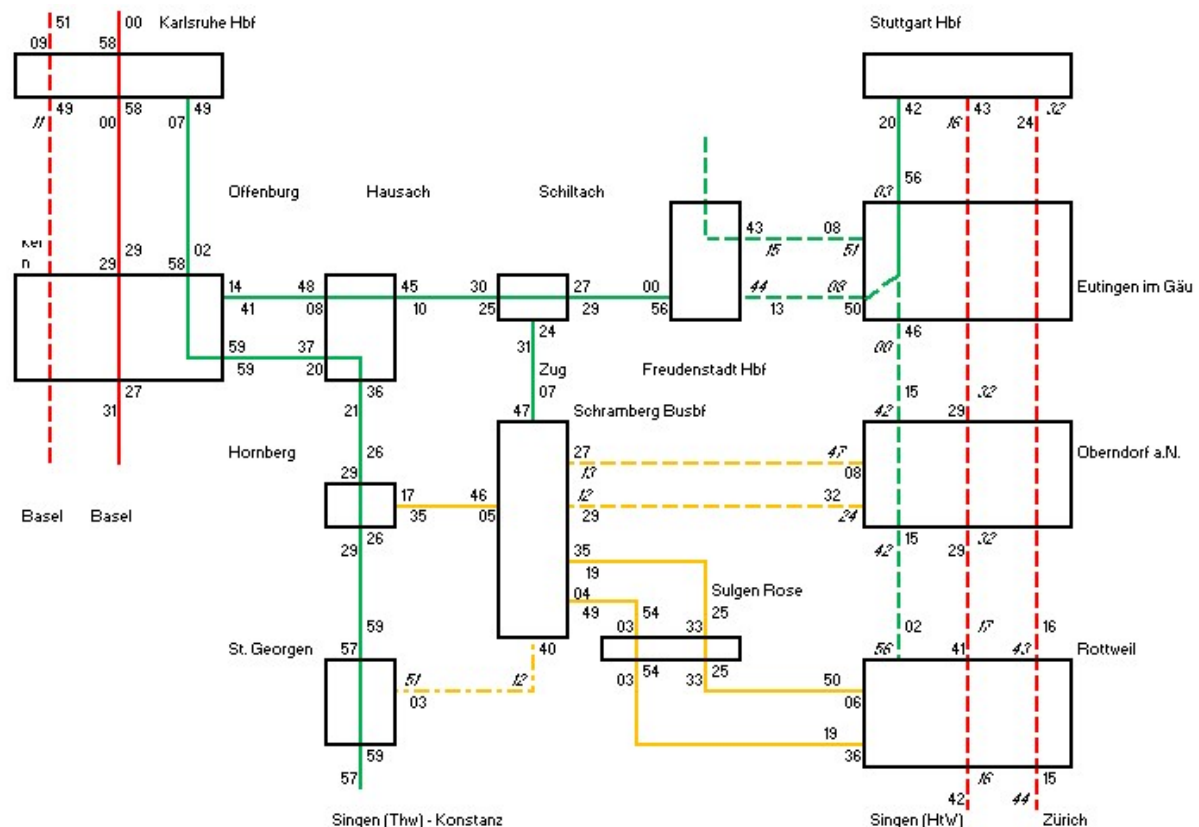 51 00 Karlsruhe Hbf Stuttgart Hbf
09 58
49 58 49 42 43 32
11 00 07 20 16 24
56
Offenburg Hausach Schiltach 03
43 08
15 51
29 02
29 58
14 48 45 30 27 00 44 08 Eutingen im Gäu
41 08 10 25 29 56 13 50
24 46
31 00
59 37
59 20
Zug Freudenstadt Hbf
27 36 07 15 32
31 21 47 42 29
Schramberg Busbf
Hornberg 26 27 47 Oberndorf a.N.
29 13 08
17 46 12 32
35 05 29 24
Basel Basel
26 15 32
29 42 29
35
19
Sulgen Rose
04
49 54 25
03 33
59 02 17 16
St. Georgen 57 40 56 41 43 Rottweil
54 25
03 33
51 12 50
03 06
19
36
59 16 15
57 42 44
Singen (Thw) - Konstanz Singen (HtW) Zürich